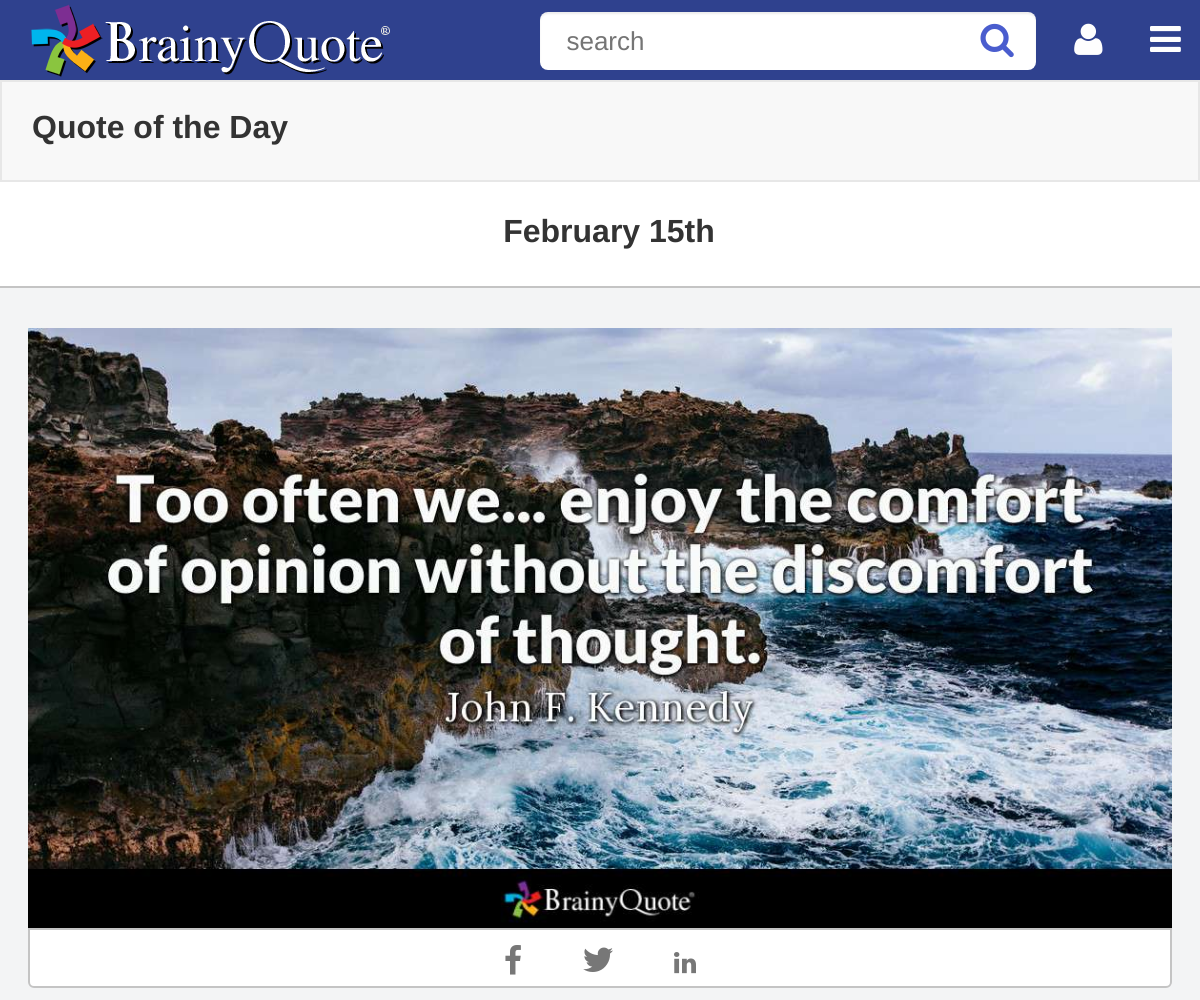 BrainyQuote®
search
Quote of the Day
February 15th
Too often we... enjoy the comfort
of opinion without the discomfort
of thought.
John F. Kennedy
BrainyQuote®